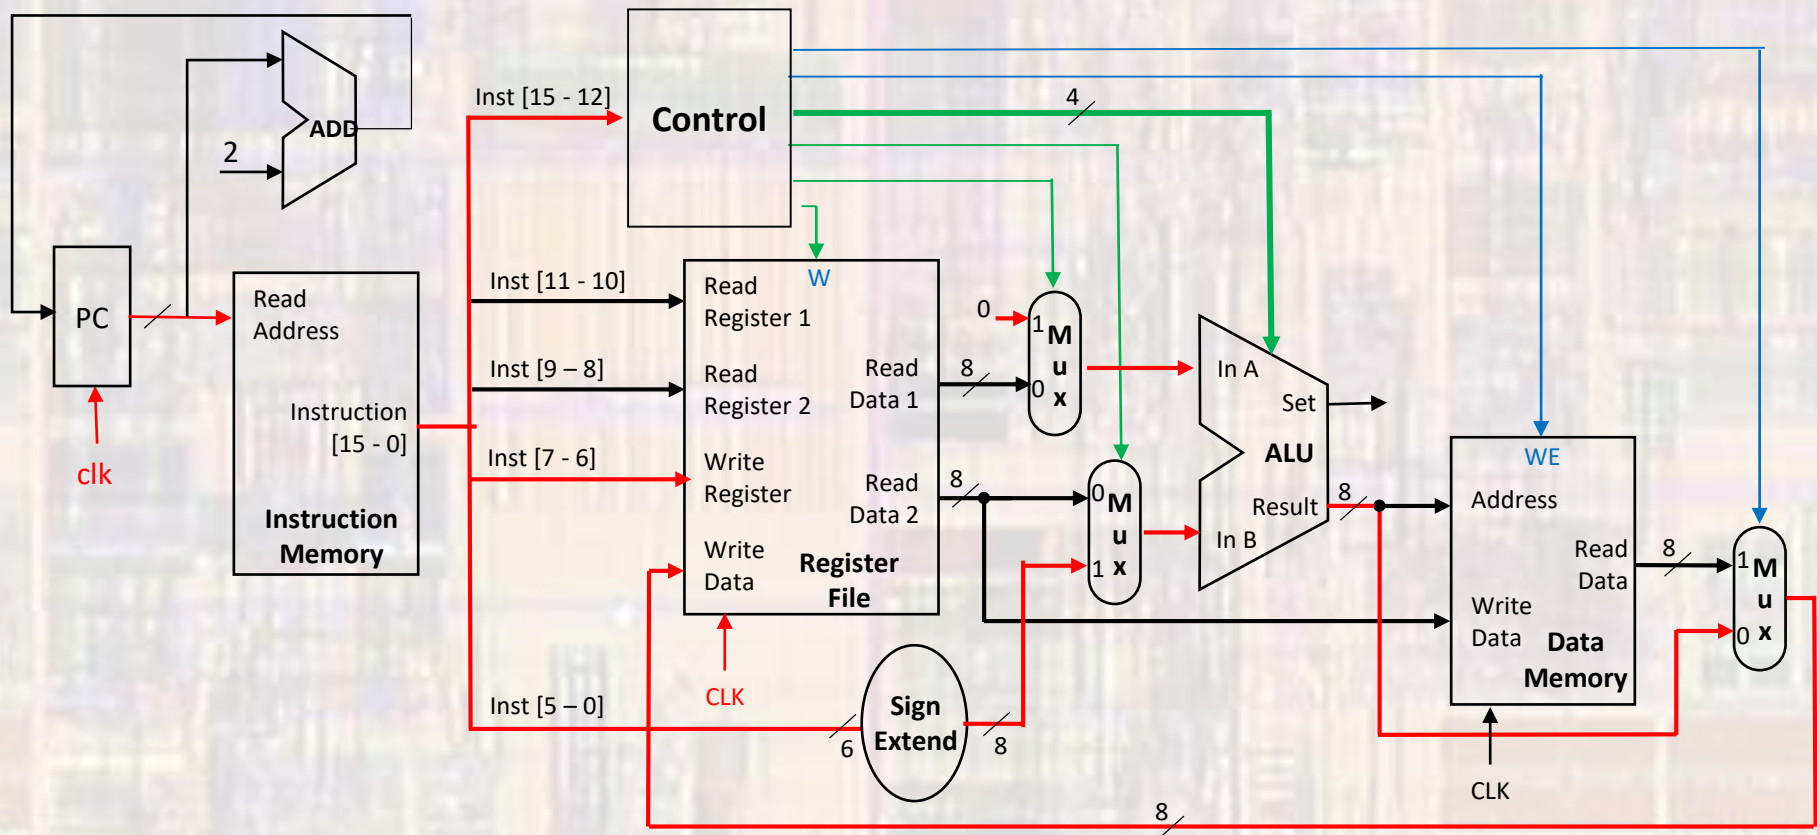 Inst [15 - 12]
Control
4
ADD
2
PC
clk
Read
Address
Instruction
[15 - 0]
Instruction
Memory
Inst [11 - 10]
Inst [9 – 8]
Inst [7 - 6]
Inst [5 – 0]
W
Read
Register 1
Read
Register 2
Write
Register
Write
Data
Read
Data 1
Read
Data 2
Register
File
CLK
8
8
0
1
0
M
u
x
0
1
M
u
x
6
Sign
Extend
8
In A
Set
ALU
Result
In B
8
WE
Address
Read
Data
Write
Data
Data
Memory
CLK
8
1
0
M
u
x
8